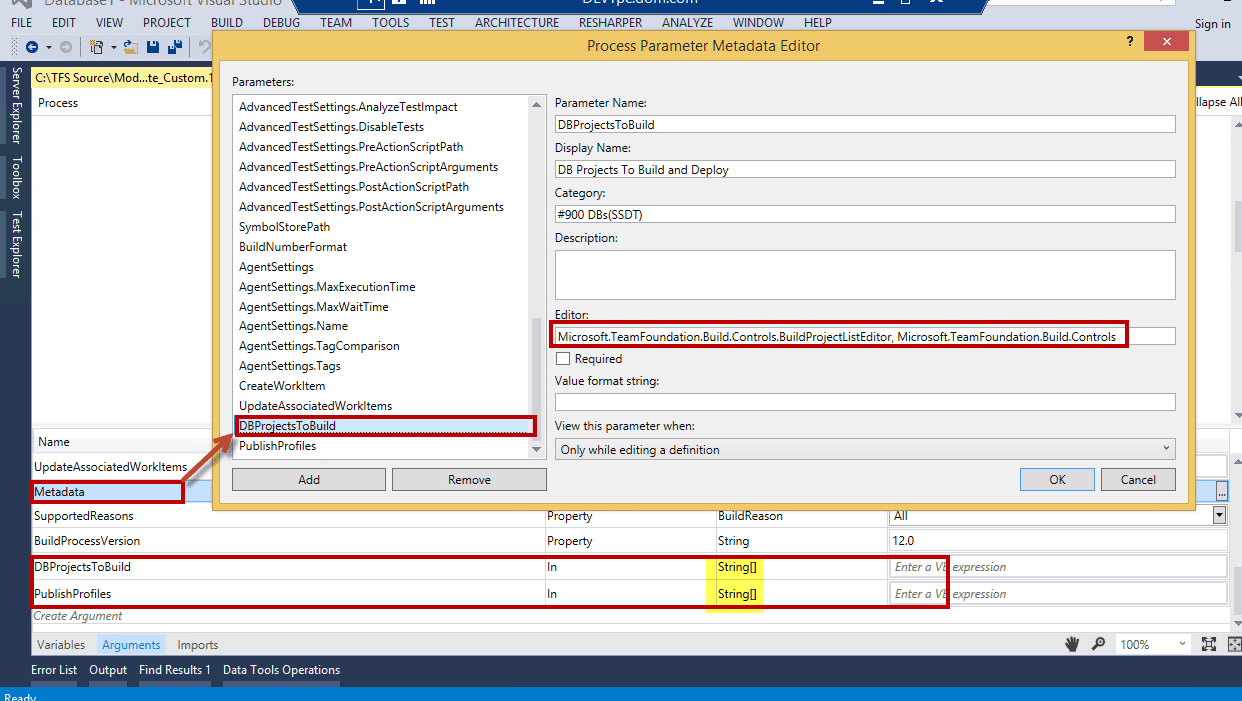 Database1 - Microsoft Visual Studio
DEV1pc.dom.com
FILE EDIT VIEW PROJECT BUILD DEBUG TEAM TOOLS TEST ARCHITECTURE RESHARPER ANALYZE WINDOW HELP
Sign in
Process Parameter Metadata Editor
?
Server Explorer
Toolbox
Test Explorer
C:\TFS Source\Mod...te_Custom.1
Process
llapse All
Parameters:
AdvancedTestSettings.AnalyzeTestImpact
AdvancedTestSettings.DisableTests
AdvancedTestSettings.PreActionScriptPath
AdvancedTestSettings.PreActionScriptArguments
AdvancedTestSettings.PostActionScriptPath
AdvancedTestSettings.PostActionScriptArguments
SymbolStorePath
BuildNumberFormat
AgentSettings
AgentSettings.MaxExecutionTime
AgentSettings.MaxWaitTime
AgentSettings.Name
AgentSettings.TagComparison
AgentSettings.Tags
CreateWorkItem
UpdateAssociatedWorkItems
DBProjectsToBuild
PublishProfiles
Add Remove
Parameter Name:
DBProjectsToBuild
Display Name:
DB Projects To Build and Deploy
Category:
#900 DBs(SSDT)
Description:
Editor:
Microsoft.TeamFoundation.Build.Controls.BuildProjectListEditor, Microsoft.TeamFoundation.Build.Controls
Required
Value format string:
View this parameter when:
Only while editing a definition
OK Cancel
Name
UpdateAssociatedWorkItems
Metadata ...
SupportedReasons Property BuildReason All
BuildProcessVersion Property String 12.0
DBProjectsToBuild In String[] Enter a VB expression
PublishProfiles In String[] Enter a VB expression
Create Argument
Variables Arguments Imports 100%
Error List Output Find Results 1 Data Tools Operations
Ready